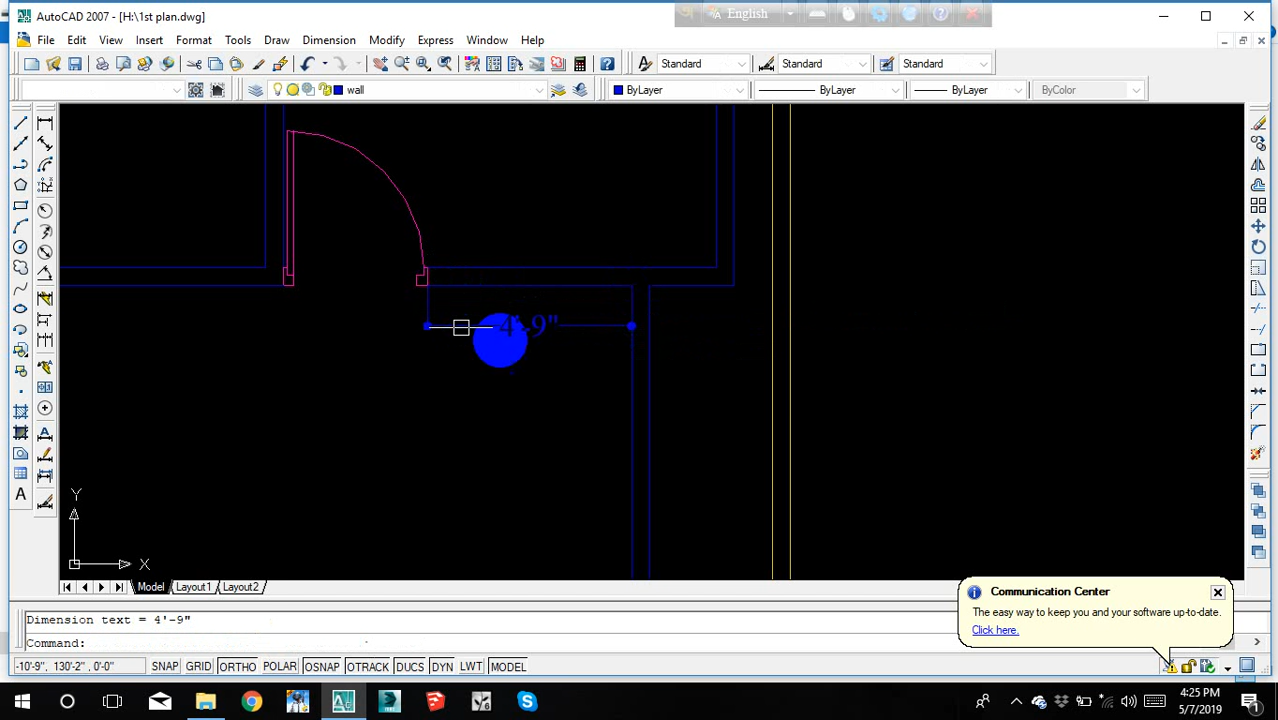 AutoCAD 2007 - [H:\1st plan.dwg]
English
File Edit View Insert Format Tools Draw Dimension Modify Express Window Help
Standard Standard Standard
wall ByLayer ByLayer ByLayer ByColor
4'-9"
Y
X
Model Layout1 Layout2
Communication Center
The easy way to keep you and your software up-to-date.
Click here.
Dimension text = 4'-9"
Command:
-10'-9", 130'-2" , 0'-0" SNAP GRID ORTHO POLAR OSNAP OTRACK DUCS DYN LWT MODEL
4:25 PM
5/7/2019